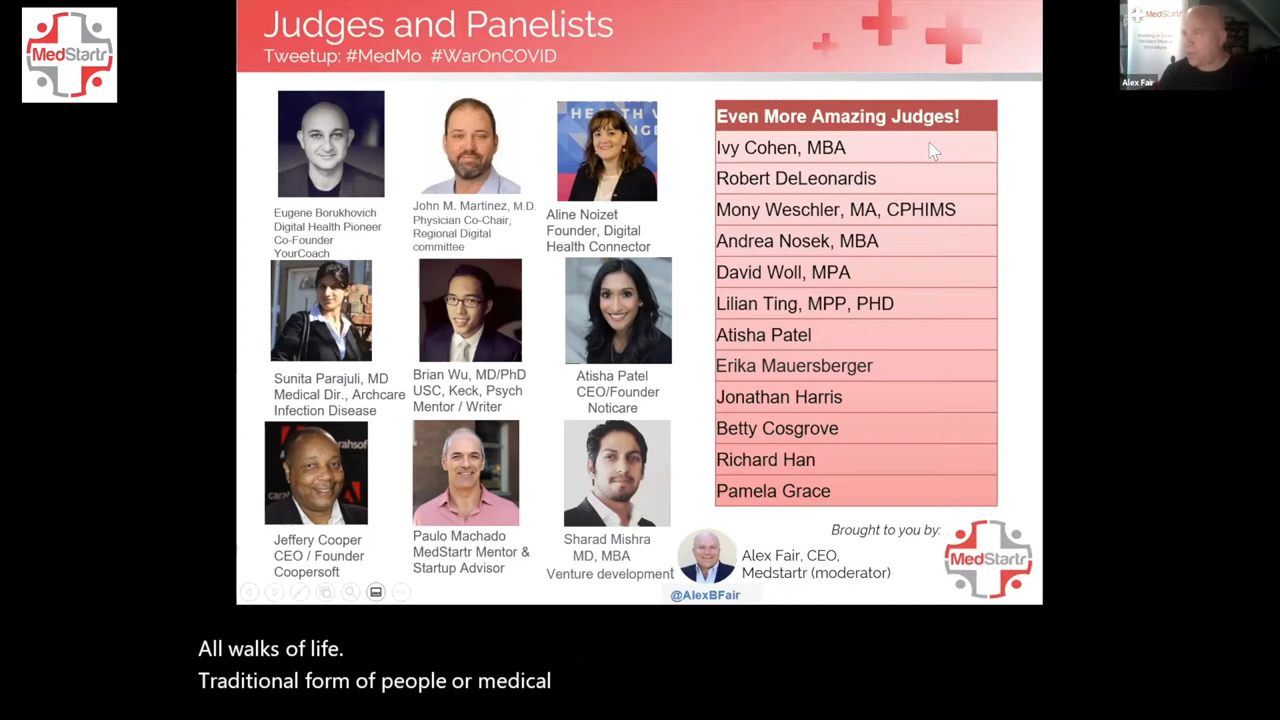 MedStartr
Judges and Panelists
Tweetup: #MedMo #WarOnCOVID
MedStartr
Alex Fair
HEALTH
Eugene Borukhovich
Digital Health Pioneer
Co-Founder
YourCoach
John M. Martinez, M.D.
Physician Co-Chair,
Regional Digital
committee
Aline Noizet
Founder, Digital
Health Connector
Sunita Parajuli, MD
Medical Dir., Archcare
Infection Disease
Brian Wu, MD/PhD
USC, Keck, Psych
Mentor / Writer
Atisha Patel
CEO/Founder
Noticare
Jeffery Cooper
CEO / Founder
Coopersoft
Paulo Machado
MedStartr Mentor &
Startup Advisor
Sharad Mishra
MD, MBA
Venture development
Even More Amazing Judges!
Ivy Cohen, MBA
Robert DeLeonardis
Mony Weschler, MA, CPHIMS
Andrea Nosek, MBA
David Woll, MPA
Lilian Ting, MPP, PHD
Atisha Patel
Erika Mauersberger
Jonathan Harris
Betty Cosgrove
Richard Han
Pamela Grace
Brought to you by:
MedStartr
Alex Fair, CEO,
Medstartr (moderator)
@AlexBFair
All walks of life.
Traditional form of people or medical